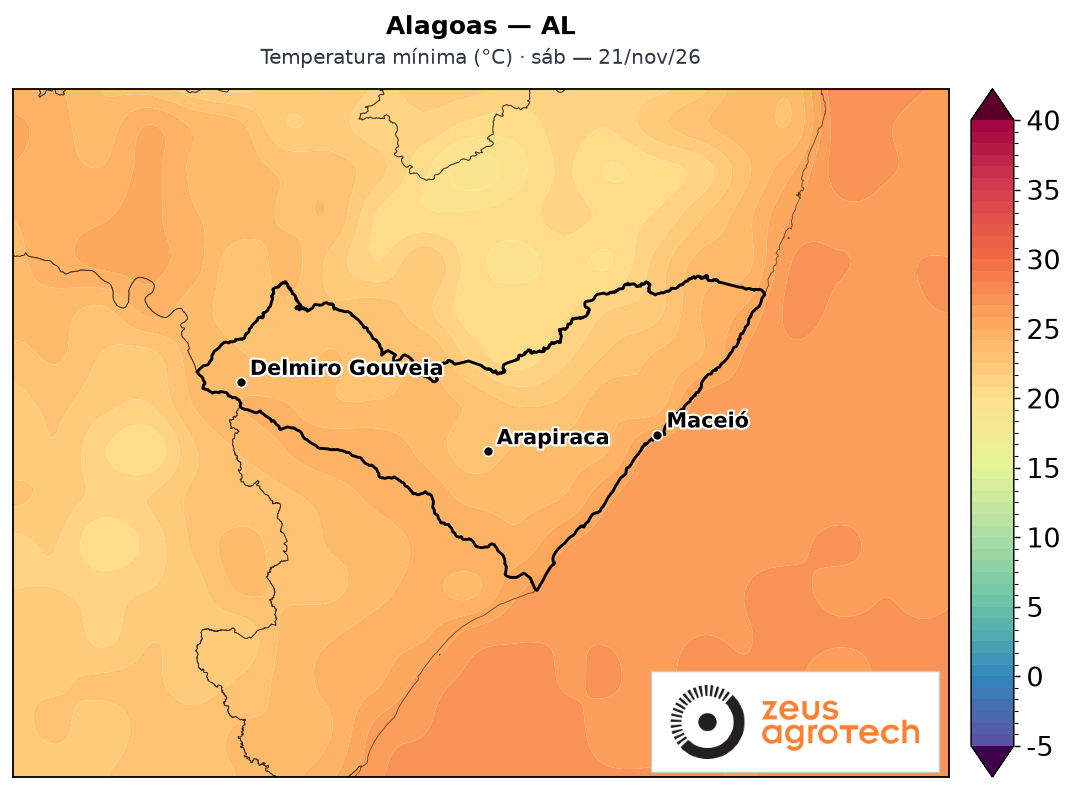 Alagoas — AL
Temperatura mínima (°C) · sáb — 21/nov/26
Delmiro Gouveia
Maceió
Arapiraca
40
35
30
25
20
15
10
5
0
-5
zeus
agrotech